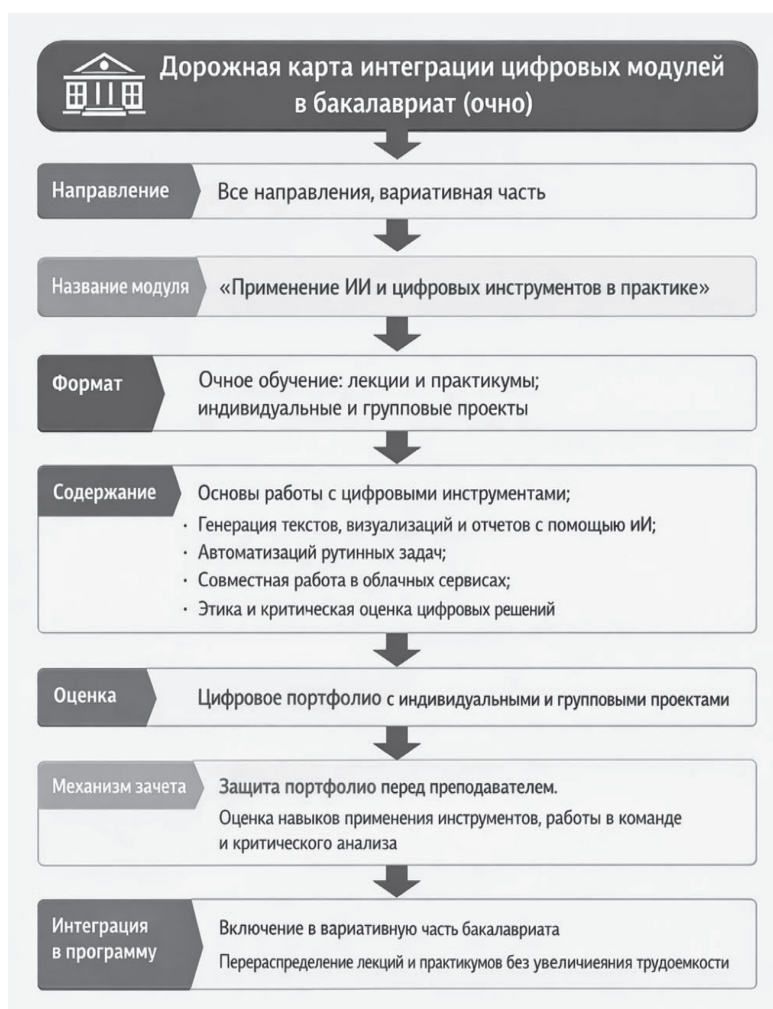 Дорожная карта интеграции цифровых модулей
в бакалавриат (очно)
Направление
Все направления, вариативная часть
Название модуля
«Применение ИИ и цифровых инструментов в практике»
Формат
Очное обучение: лекции и практикумы;
индивидуальные и групповые проекты
Содержание
Основы работы с цифровыми инструментами;
· Генерация текстов, визуализаций и отчетов с помощью иИ;
· Автоматизаций рутинных задач;
· Совместная работа в облачных сервисах;
· Этика и критическая оценка цифровых решений
Оценка
Цифровое портфолио с индивидуальными и групповыми проектами
Механизм зачета
Защита портфолио перед преподавателем.
Оценка навыков применения инструментов, работы в команде
и критического анализа
Интеграция
в программу
Включение в вариативную часть бакалавриата
Перераспределение лекций и практикумов без увеличиеяния трудоемкости